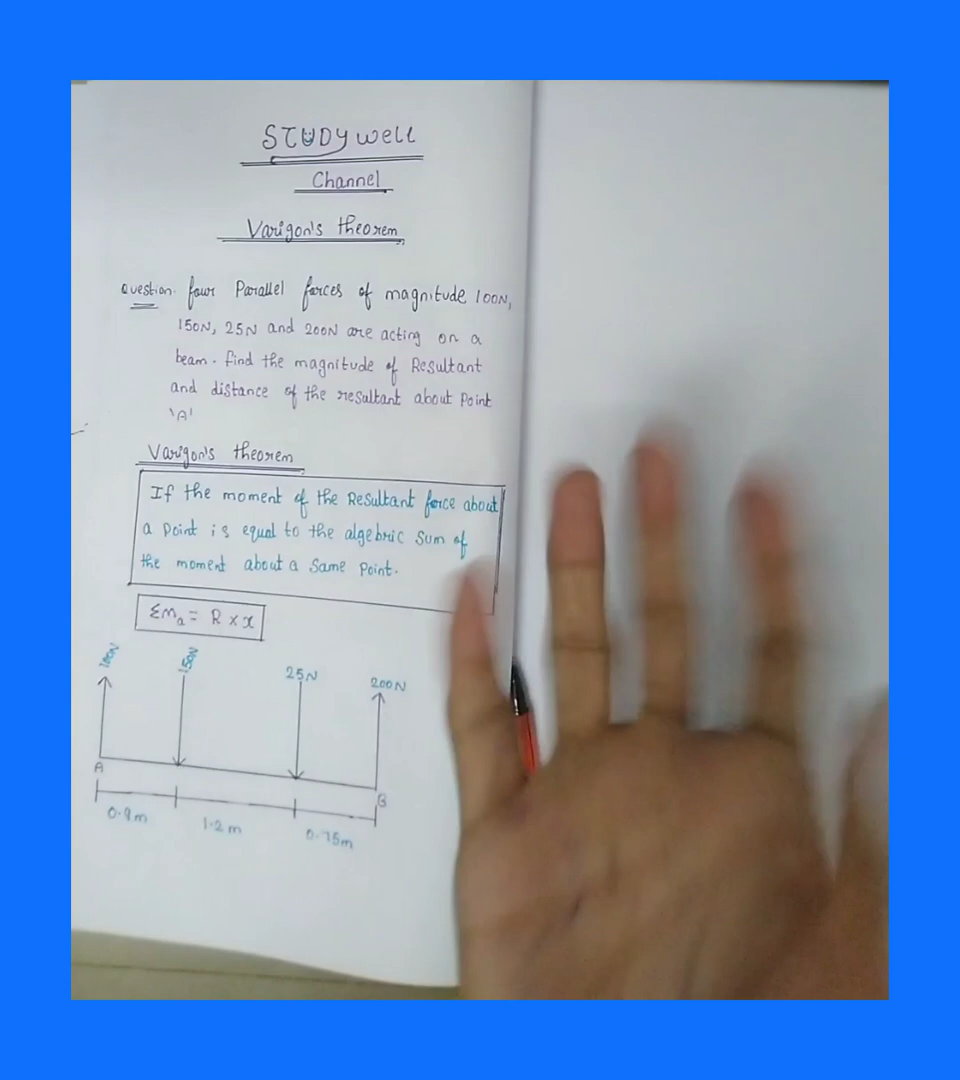 STUDY well
Channel
Varigon's theorem
Question. four Parallel forces of magnitude 100N,
150N, 25N and 200N are acting on a
beam. find the magnitude of Resultant
and distance of the resultant about Point
'A'
Varigon's theorem
If the moment of the Resultant force about
a point is equal to the algebric sum of
the moment about a Same Point.
Σma = R × x
100N 150N 25N 200N
A B
0.9m 1.2m 0.75m